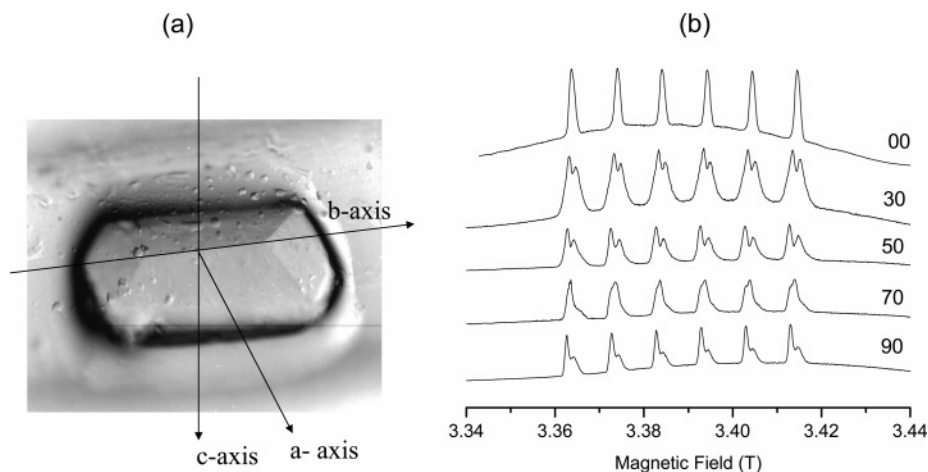 (a)
b-axis
c-axis
a- axis
(b)
00
30
50
70
90
3.34 3.36 3.38 3.40 3.42 3.44
Magnetic Field (T)